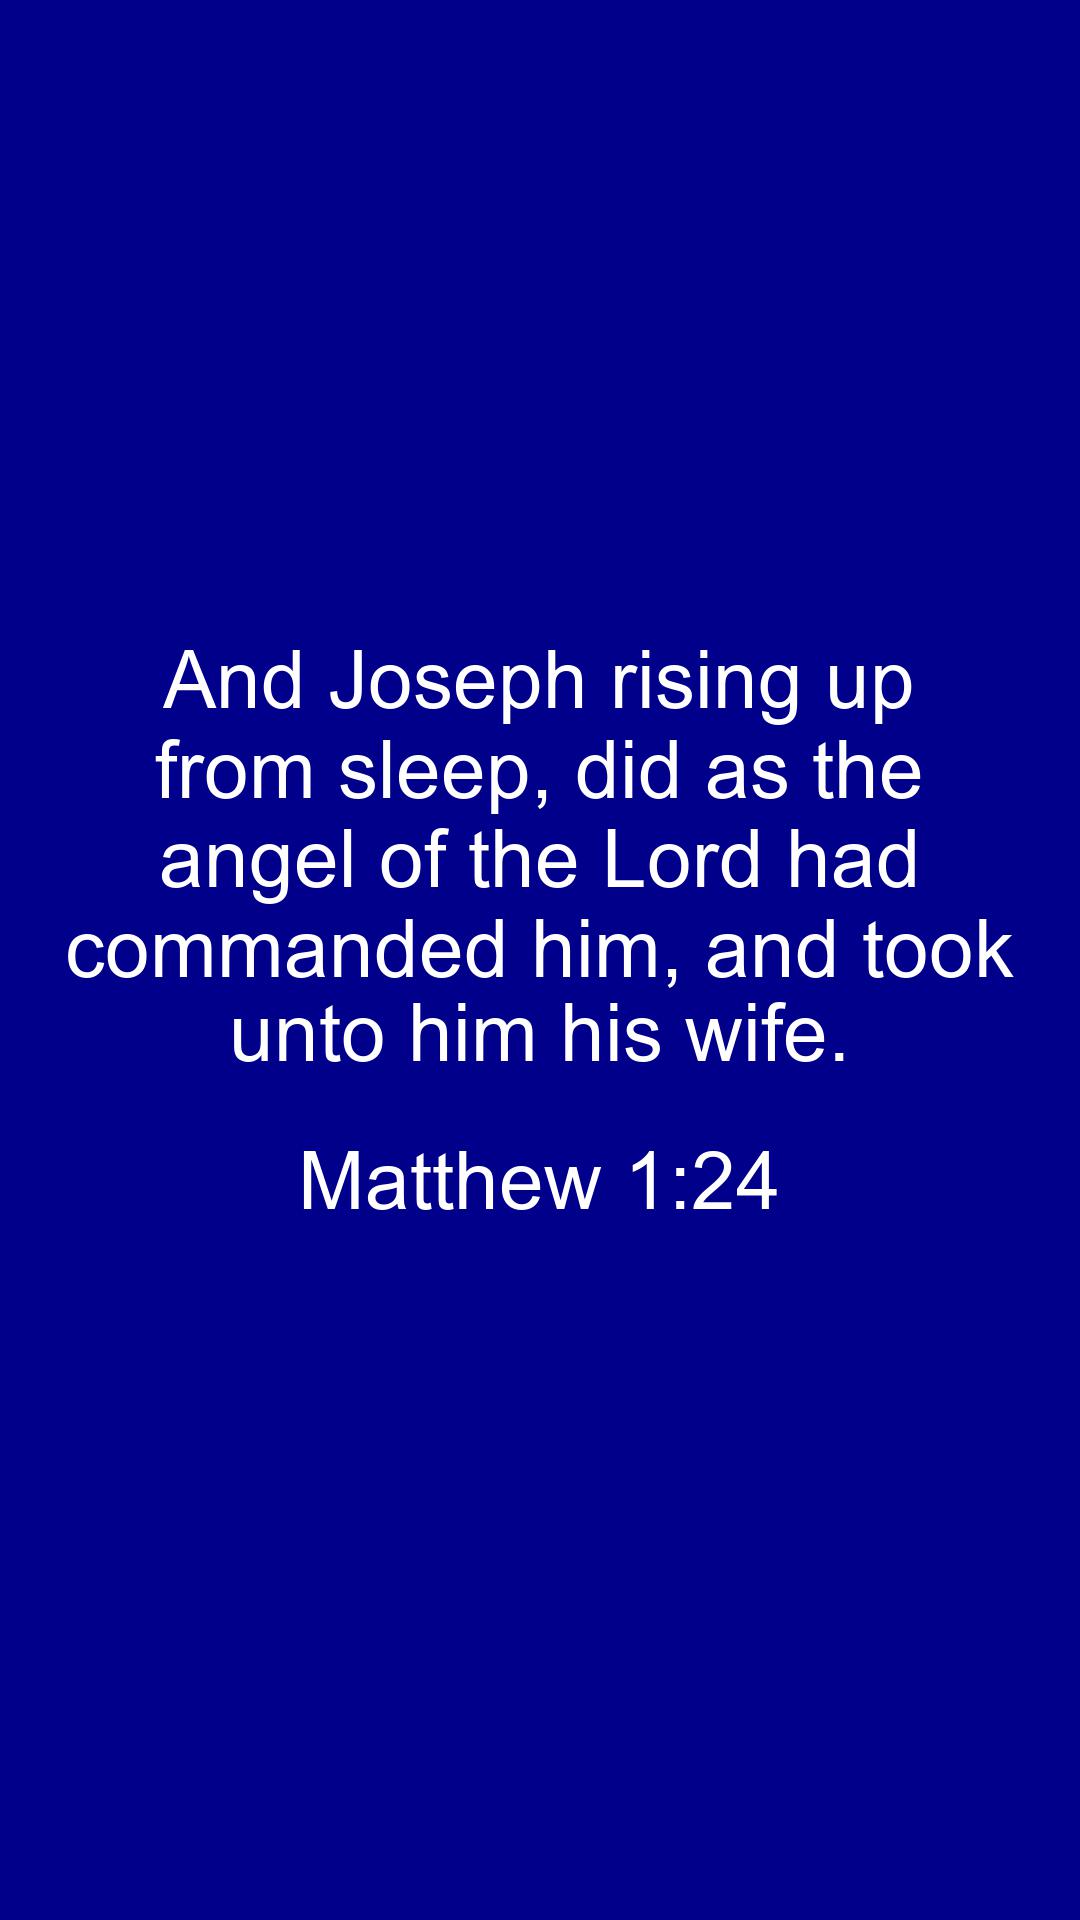 And Joseph rising up
from sleep, did as the
angel of the Lord had
commanded him, and took
unto him his wife.
Matthew 1:24